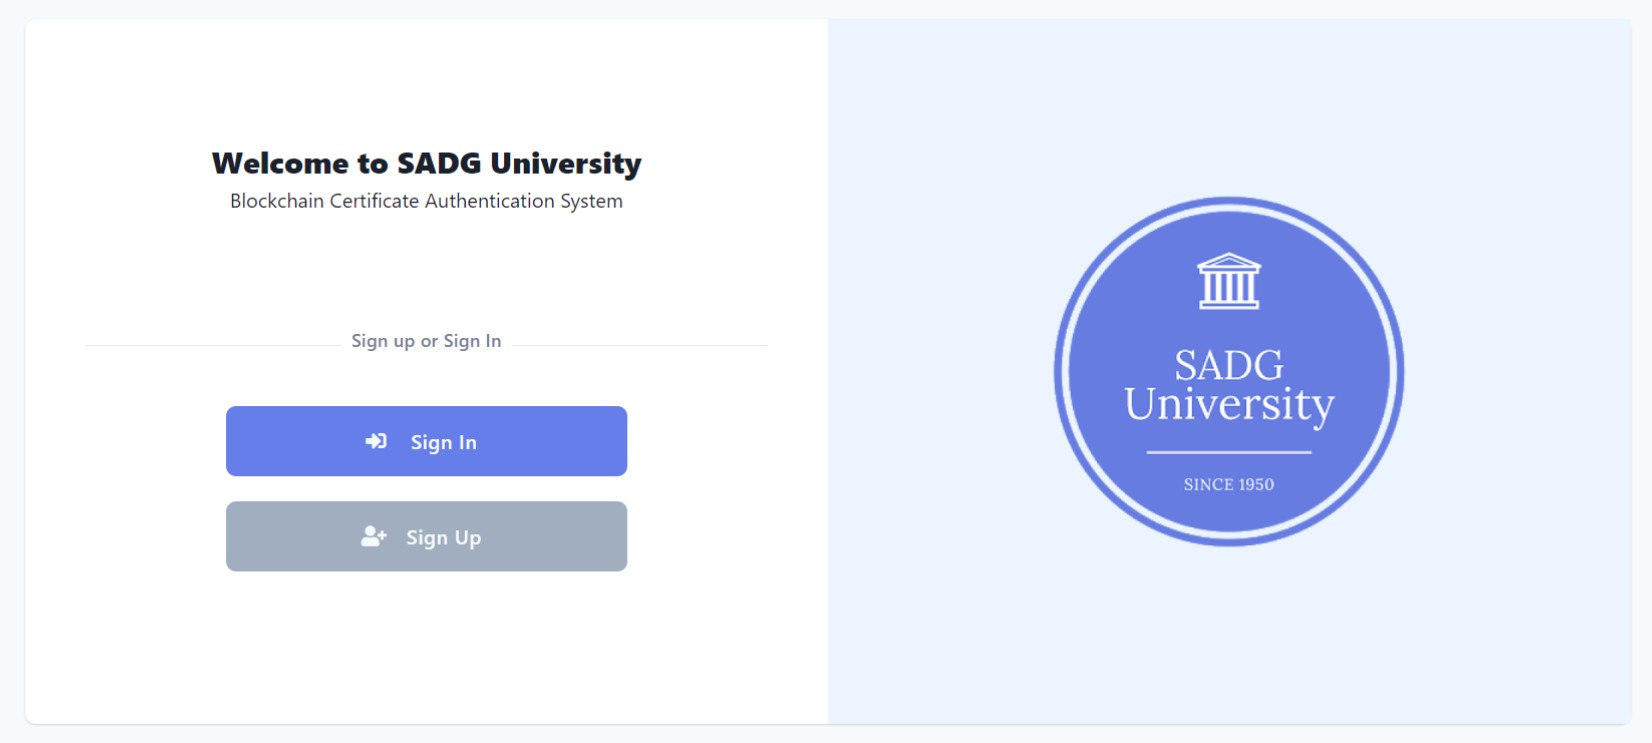 Welcome to SADG University
Blockchain Certificate Authentication System
Sign up or Sign In
Sign In
Sign Up
SADG
University
SINCE 1950